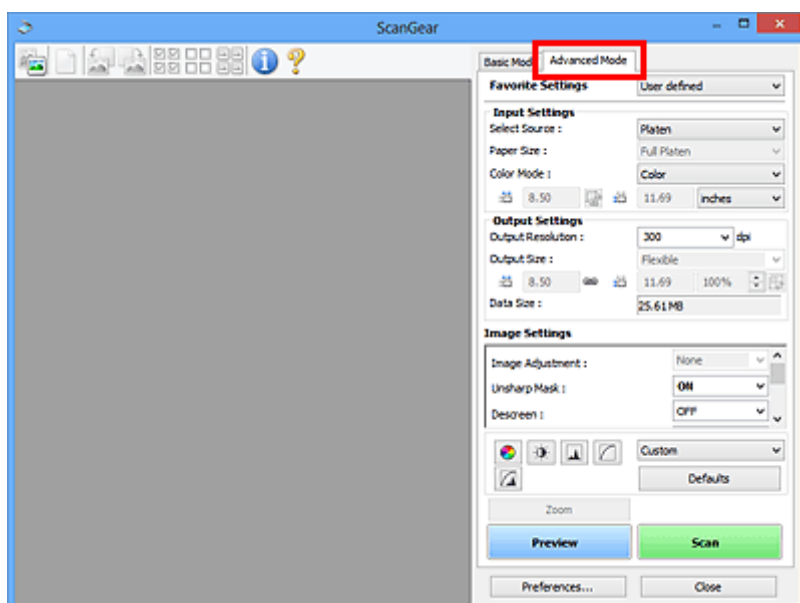 ScanGear
Basic Mode Advanced Mode
Favorite Settings User defined
Input Settings
Select Source : Platen
Paper Size : Full Platen
Color Mode : Color
8.50 11.69 inches
Output Settings
Output Resolution : 300 dpi
Output Size : Flexible
8.50 11.69 100%
Data Size : 25.61 MB
Image Settings
Image Adjustment : None
Unsharp Mask : ON
Descreen : OFF
Custom
Defaults
Zoom
Preview Scan
Preferences... Close